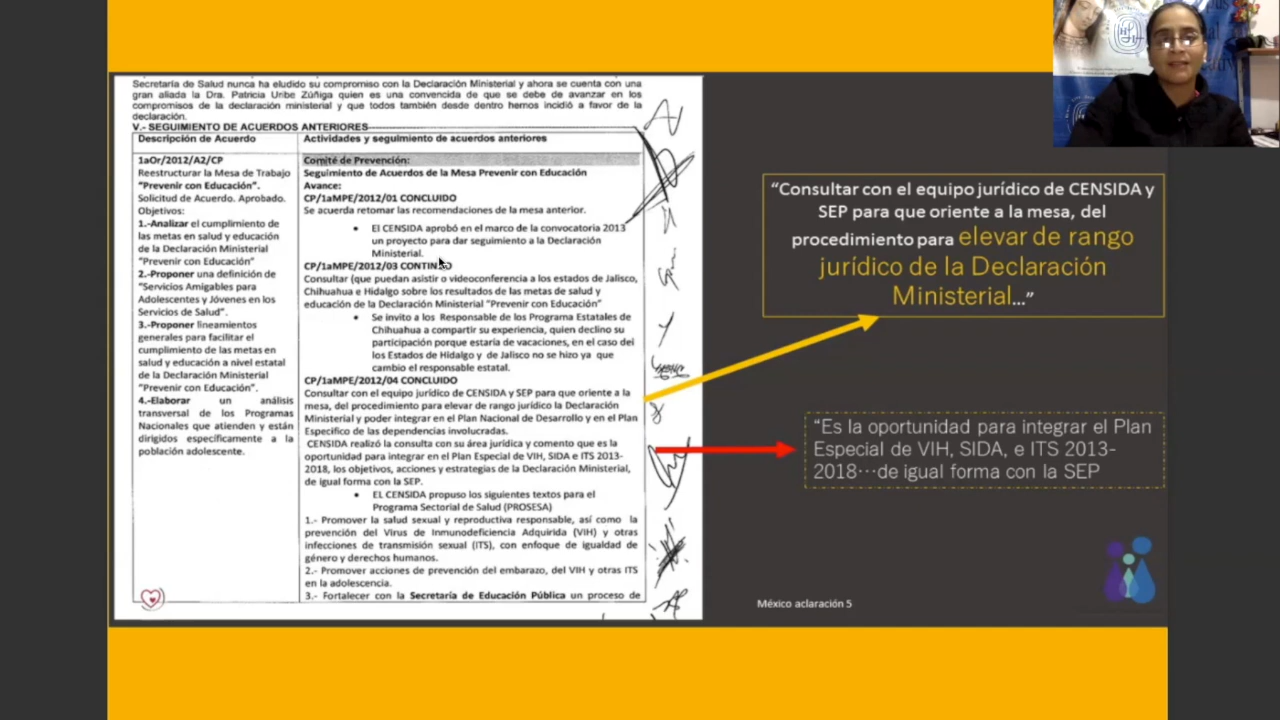 Secretaría de Salud nunca ha eludido su compromiso con la Declaración Ministerial y ahora se cuenta con una
gran aliada la Dra. Patricia Uribe Zúñiga quien es una convencida de que se debe de avanzar en los
compromisos de la declaración ministerial y que todos también desde dentro hemos incidió a favor de la
declaración.
V.- SEGUIMIENTO DE ACUERDOS ANTERIORES
Descripción de Acuerdo
1aOr/2012/A2/CP
Reestructurar la Mesa de Trabajo
"Prevenir con Educación".
Solicitud de Acuerdo. Aprobado.
Objetivos:
1.-Analizar el cumplimiento de
las metas en salud y educación
de la Declaración Ministerial
"Prevenir con Educación"
2.-Proponer una definición de
"Servicios Amigables para
Adolescentes y Jóvenes en los
Servicios de Salud".
3.-Proponer lineamientos
generales para facilitar el
cumplimiento de las metas en
salud y educación a nivel estatal
de la Declaración Ministerial
"Prevenir con Educación".
4.-Elaborar un análisis
transversal de los Programas
Nacionales que atienden y están
dirigidos específicamente a la
población adolescente.
Actividades y seguimiento de acuerdos anteriores
Comité de Prevención:
Seguimiento de Acuerdos de la Mesa Prevenir con Educación
Avance:
CP/1aMPE/2012/01 CONCLUIDO
Se acuerda retomar las recomendaciones de la mesa anterior.
• El CENSIDA aprobó en el marco de la convocatoria 2013
un proyecto para dar seguimiento a la Declaración
Ministerial.
CP/1aMPE/2012/03
Consultar (que puedan asistir o videoconferencia a los estados de Jalisco,
Chihuahua e Hidalgo sobre los resultados de las metas de salud y
educación de la Declaración Ministerial "Prevenir con Educación"
• Se invito a los Responsable de los Programa Estatales de
Chihuahua a compartir su experiencia, quien declino su
participación porque estaría de vacaciones, en el caso del
los Estados de Hidalgo y de Jalisco no se hizo ya que
cambio el responsable estatal.
CP/1aMPE/2012/04 CONCLUIDO
Consultar con el equipo jurídico de CENSIDA y SEP para que oriente a la
mesa, del procedimiento para elevar de rango jurídico la Declaración
Ministerial y poder integrar en el Plan Nacional de Desarrollo y en el Plan
Especifico de las dependencias involucradas.
CENSIDA realizó la consulta con su área jurídica y comento que es la
oportunidad para integrar en el Plan Especial de VIH, SIDA e ITS 2013-
2018, los objetivos, acciones y estrategias de la Declaración Ministerial,
de igual forma con la SEP.
• EL CENSIDA propuso los siguientes textos para el
Programa Sectorial de Salud (PROSESA)
1.- Promover la salud sexual y reproductiva responsable, así como la
prevención del Virus de Inmunodeficiencia Adquirida (VIH) y otras
infecciones de transmisión sexual (ITS), con enfoque de igualdad de
género y derechos humanos.
2.- Promover acciones de prevención del embarazo, del VIH y otras ITS
en la adolescencia.
3.- Fortalecer con la Secretaría de Educación Pública un proceso de
"Consultar con el equipo jurídico de CENSIDA y
SEP para que oriente a la mesa, del
procedimiento para elevar de rango
jurídico de la Declaración
Ministerial..."
"Es la oportunidad para integrar el Plan
Especial de VIH, SIDA, e ITS 2013-
2018···de igual forma con la SEP
México aclaración 5